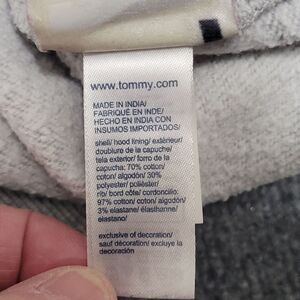 www.tommy.com
MADE IN INDIA/
FABRIQUÉ EN INDE/
HECHO EN INDIA CON
INSUMOS IMPORTADOS/
shell/ hood lining/ extérieur/
doublure de la capuche/
tela exterior/ forro de la
capucha: 70% cotton/
coton/ algodón/ 30%
polyester/ poliéster/
rib/ bord côte/ cordoncillo:
97% cotton/ coton/ algodón/
3% elastane/ élasthanne/
elastano/
exclusive of decoration/
sauf décoration/ excluye la
decoración